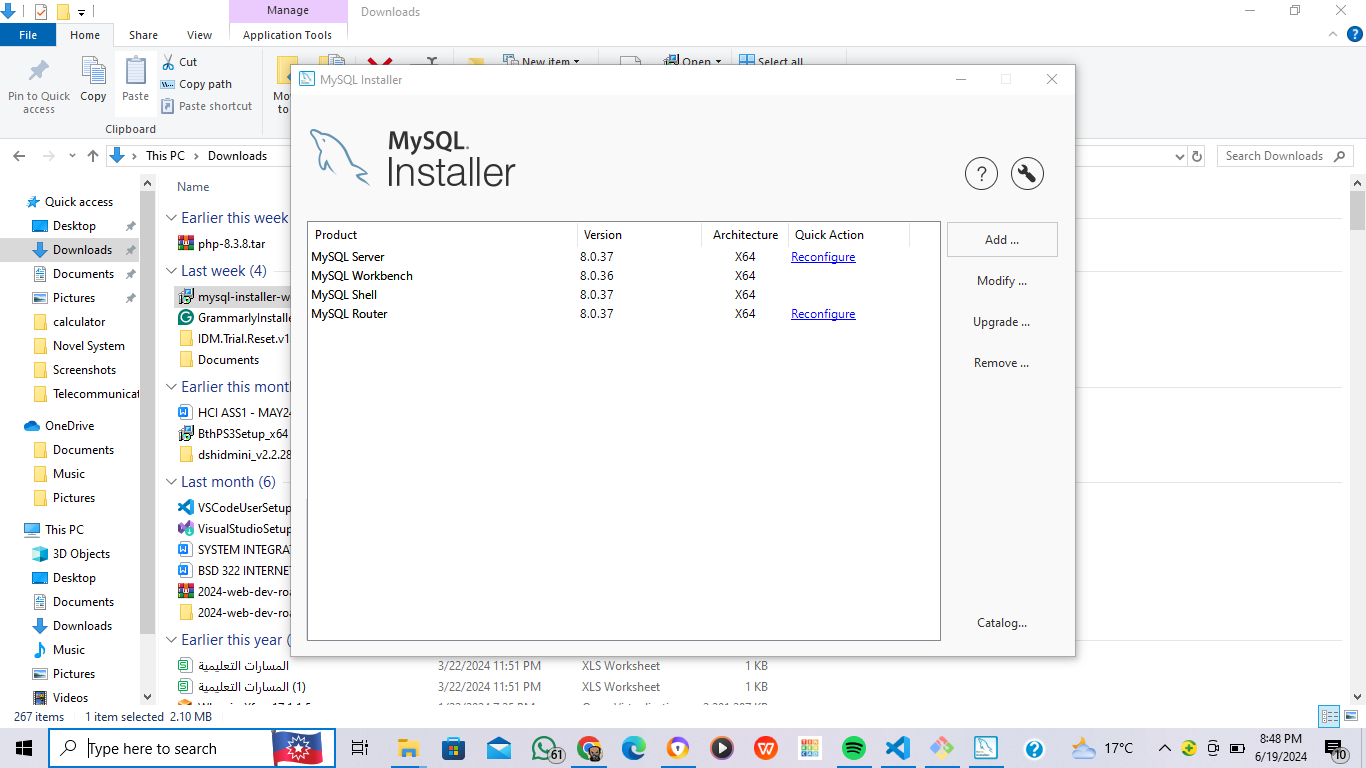 Manage
Downloads
File
Home
Share
View
Application Tools
Pin to Quick
access
Copy
Paste
Cut
Copy path
Paste shortcut
to
New item
Open
Select all
Clipboard
This PC
Downloads
Search Downloads
Quick access
Desktop
Downloads
Documents
Pictures
calculator
Novel System
Screenshots
OneDrive
Documents
Music
Pictures
This PC
3D Objects
Desktop
Documents
Downloads
Music
Pictures
Videos
Name
Earlier this week
php-8.3.8.tar
Last week (4)
mysql-installer-w
GrammarlyInstalle
IDM.Trial.Reset.v1
Documents
Earlier this month
HCI ASS1 - MAY24
BthPS3Setup_x64
dshidmini_v2.2.28
Last month (6)
VSCodeUserSetup
VisualStudioSetup
SYSTEM INTEGRA
BSD 322 INTERNE
2024-web-dev-roa
2024-web-dev-roa
Earlier this year (
المسارات التعليمية
3/22/2024 11:51 PM
XLS Worksheet
1 KB
المسارات التعليمية (1)
3/22/2024 11:51 PM
XLS Worksheet
1 KB
MySQL Installer
MySQL.
Installer
?
Product
Version
Architecture
Quick Action
MySQL Server
8.0.37
X64
Reconfigure
MySQL Workbench
8.0.36
X64
MySQL Shell
8.0.37
X64
MySQL Router
8.0.37
X64
Reconfigure
Add ...
Modify ...
Upgrade ...
Remove ...
Catalog...
267 items
1 item selected
2.10 MB
Type here to search
61
17°C
8:48 PM
6/19/2024
10